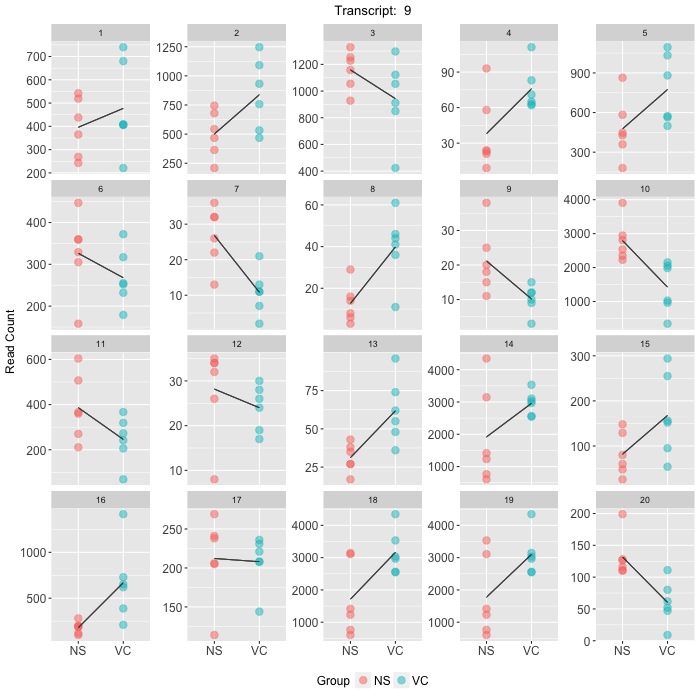 Transcript: 9
1 2 3 4 5
700 600 500 400 300 200
1250 1000 750 500 250
1200 1000 800 600 400
90 60 30
900 600 300
6 7 8 9 10
400 300 200
30 20 10
60 40 20
30 20 10
4000 3000 2000 1000
Read Count
11 12 13 14 15
600 400 200
30 20 10
75 50 25
4000 3000 2000 1000
300 200 100
16 17 18 19 20
1000 500
250 200 150
4000 3000 2000 1000
4000 3000 2000 1000
200 150 100 50 0
NS VC NS VC NS VC NS VC NS VC
Group NS VC